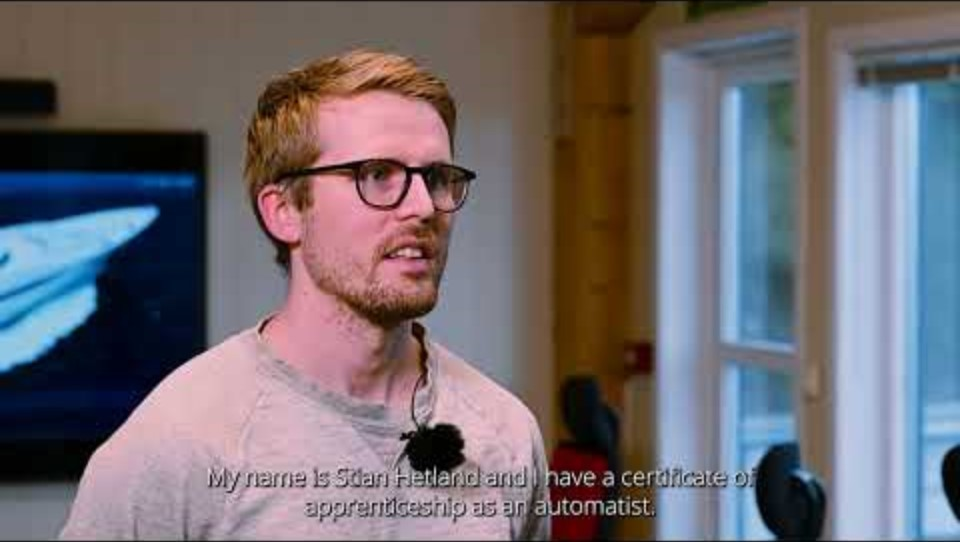 My name is Stian Hetland and I have a certificate of
apprenticeship as an automatist.